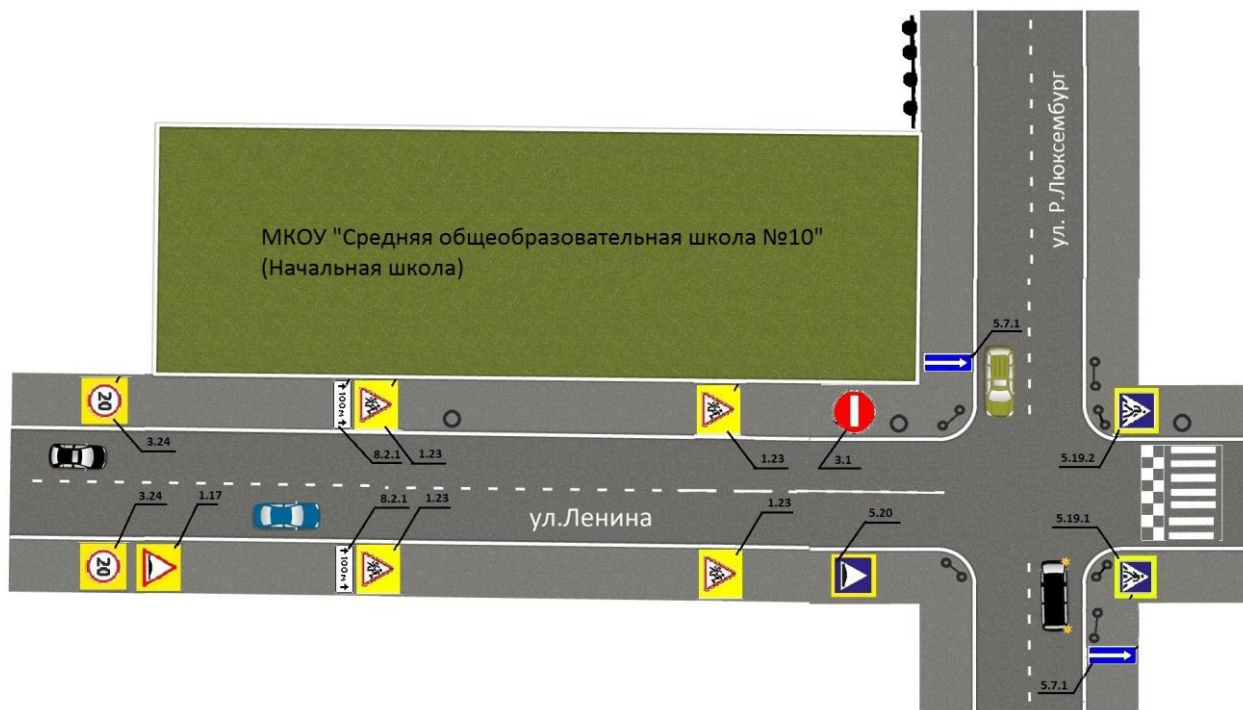 ул. Р.Люксембург
МКОУ "Средняя общеобразовательная школа №10"
(Начальная школа)
5.7.1
20
100м
3.24
8.2.1
1.23
1.23
3.1
5.19.2
3.24
1.17
8.2.1
1.23
ул.Ленина
1.23
5.20
5.19.1
20
100м
5.7.1